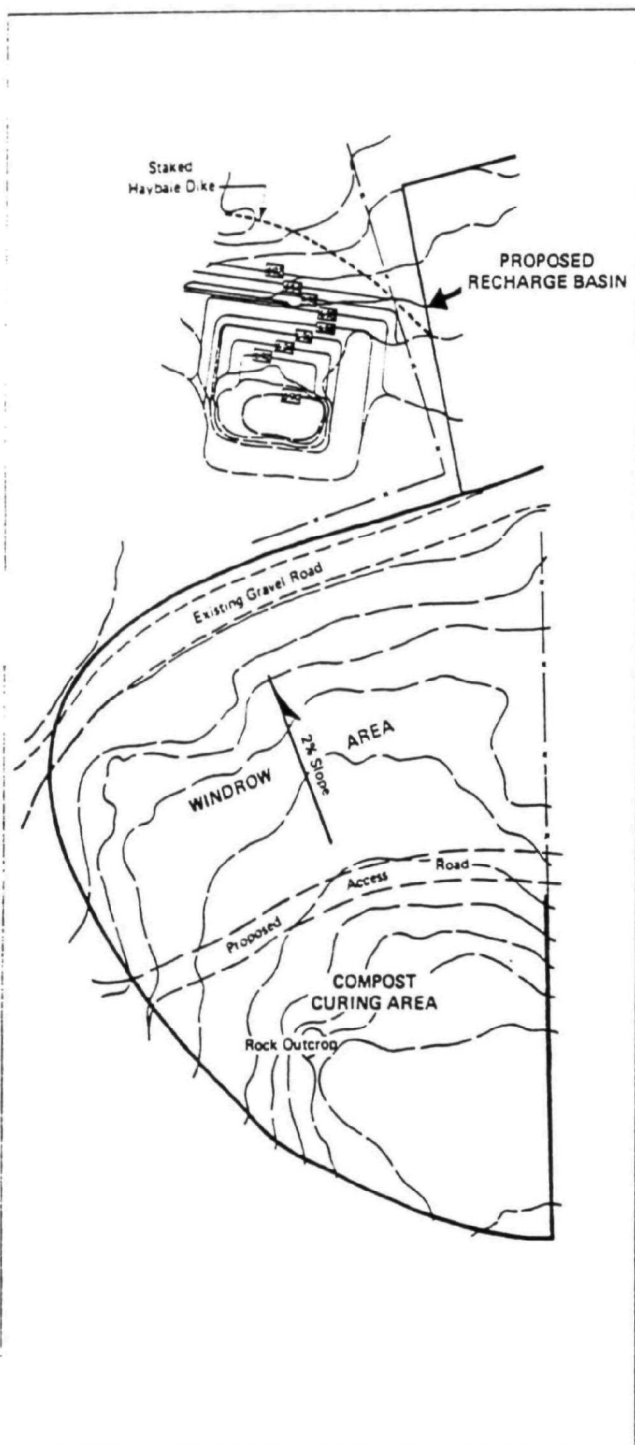 Staked
Haybale Dike
PROPOSED
RECHARGE BASIN
Existing Gravel Road
2% Slope
WINDROW AREA
Proposed Access Road
COMPOST
CURING AREA
Rock Outcrop